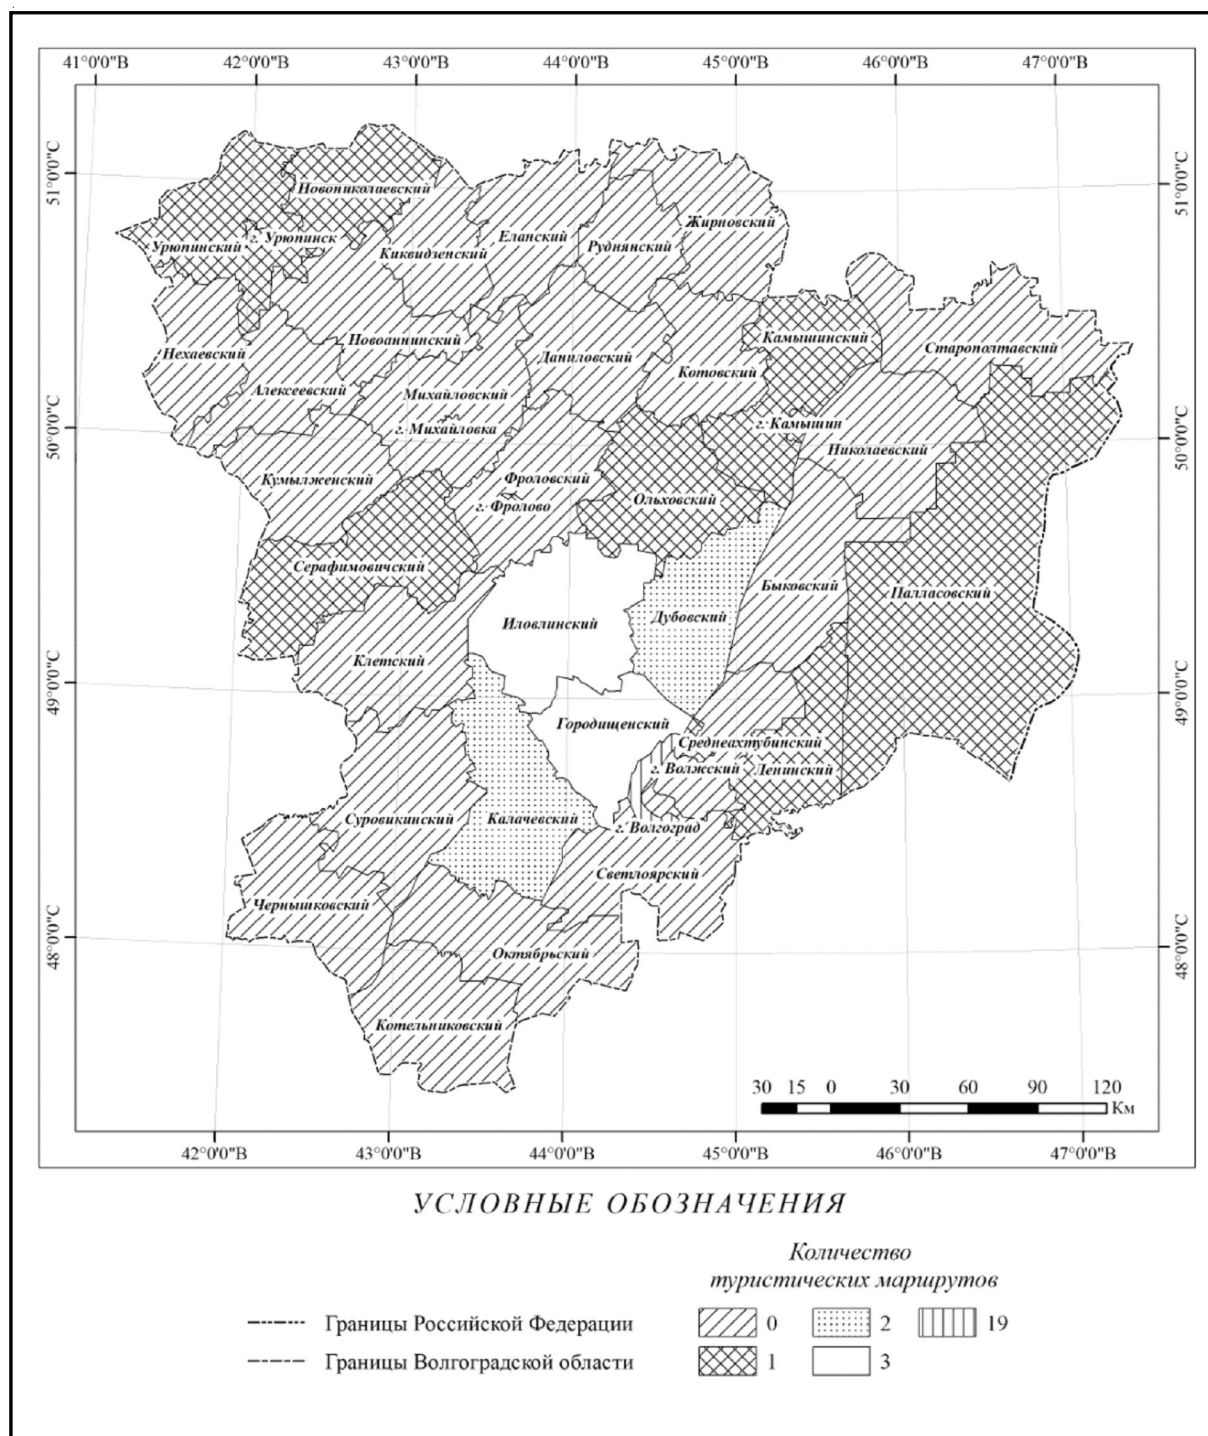 41°0'0"В 42°0'0"В 43°0'0"В 44°0'0"В 45°0'0"В 46°0'0"В 47°0'0"В
51°0'0"С
51°0'0"С
Новониколаевский
Урюпинский
г. Урюпинск
Киквидзенский
Еланский
Руднянский
Жирновский
Нехаевский
Новоаннинский
Даниловский
Котовский
Камышинский
Старополтавский
Алексеевский
Михайловский
г. Михайловка
г. Камышин
50°0'0"С
50°0'0"С
Николаевский
Кумылженский
Фроловский
г. Фролово
Ольховский
Серафимовичский
Быковский
Палласовский
Иловлинский
Дубовский
Клетский
49°0'0"С
49°0'0"С
Городищенский
Среднеахтубинский
г. Волжский
Ленинский
Суровикинский
Калачевский
г. Волгоград
Светлоярский
Чернышковский
48°0'0"С
48°0'0"С
Октябрьский
Котельниковский
30 15 0 30 60 90 120
Км
42°0'0"В 43°0'0"В 44°0'0"В 45°0'0"В 46°0'0"В 47°0'0"В
УСЛОВНЫЕ ОБОЗНАЧЕНИЯ
Количество
туристических маршрутов
Границы Российской Федерации
0 2 19
Границы Волгоградской области
1 3